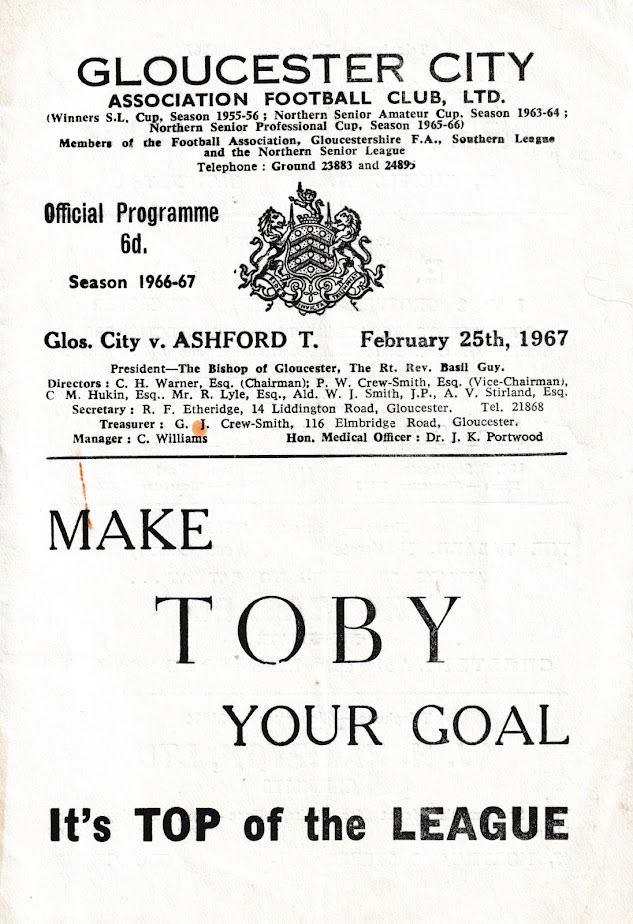 GLOUCESTER CITY
ASSOCIATION FOOTBALL CLUB, LTD.
(Winners S.L. Cup, Season 1955-56 ; Northern Senior Amateur Cup. Season 1963-64 ;
Northern Senior Professional Cup, Season 1965-66)
Members of the Football Association, Gloucestershire F.A., Southern League
and the Northern Senior League
Telephone : Ground 23883 and 24895
Official Programme
6d.
Season 1966-67
Glos. City v. ASHFORD T. February 25th, 1967
President—The Bishop of Gloucester, The Rt. Rev. Basil Guy.
Directors : C. H. Warner, Esq. (Chairman); P. W. Crew-Smith, Esq. (Vice-Chairman),
C M. Hukin, Esq.. Mr. R. Lyle, Esq., Ald. W. J. Smith, J.P., A. V. Stirland, Esq.
Secretary : R. F. Etheridge, 14 Liddington Road, Gloucester. Tel. 21868
Treasurer : G. J. Crew-Smith, 116 Elmbridge Road, Gloucester.
Manager : C. Williams Hon. Medical Officer : Dr. J. K. Portwood
MAKE
TOBY
YOUR GOAL
It's TOP of the LEAGUE